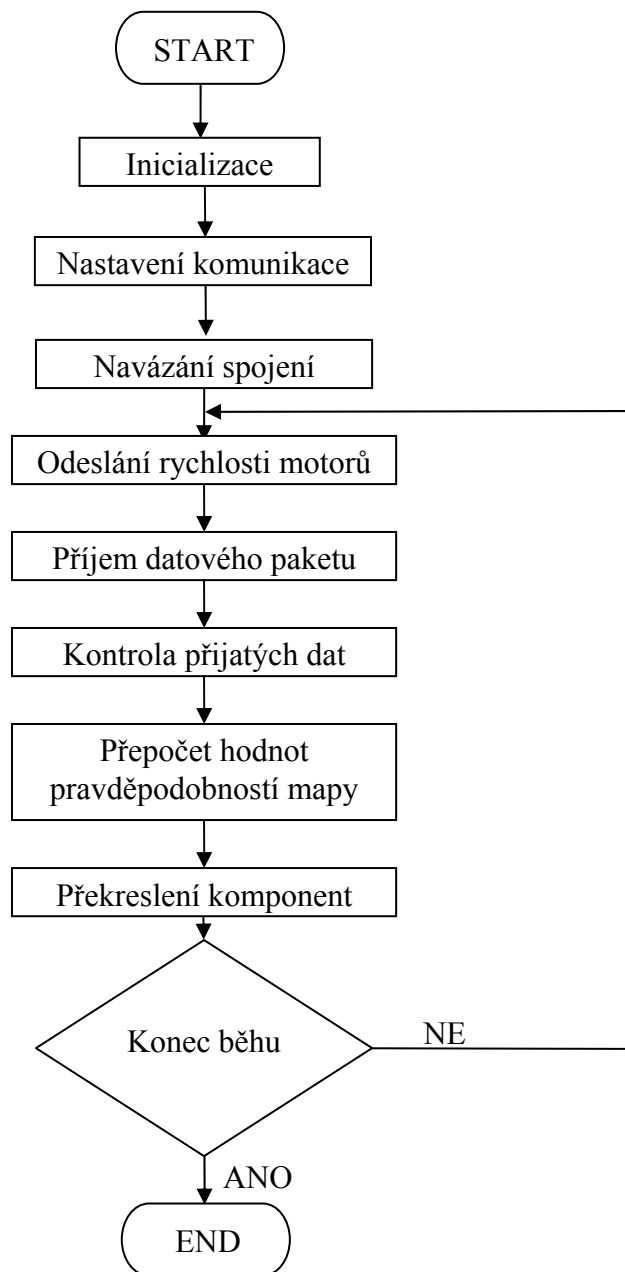 START
Inicializace
Nastavení komunikace
Navázání spojení
Odeslání rychlosti motorů
Příjem datového paketu
Kontrola přijatých dat
Přepočet hodnot
pravděpodobností mapy
Překreslení komponent
Konec běhu
NE
ANO
END